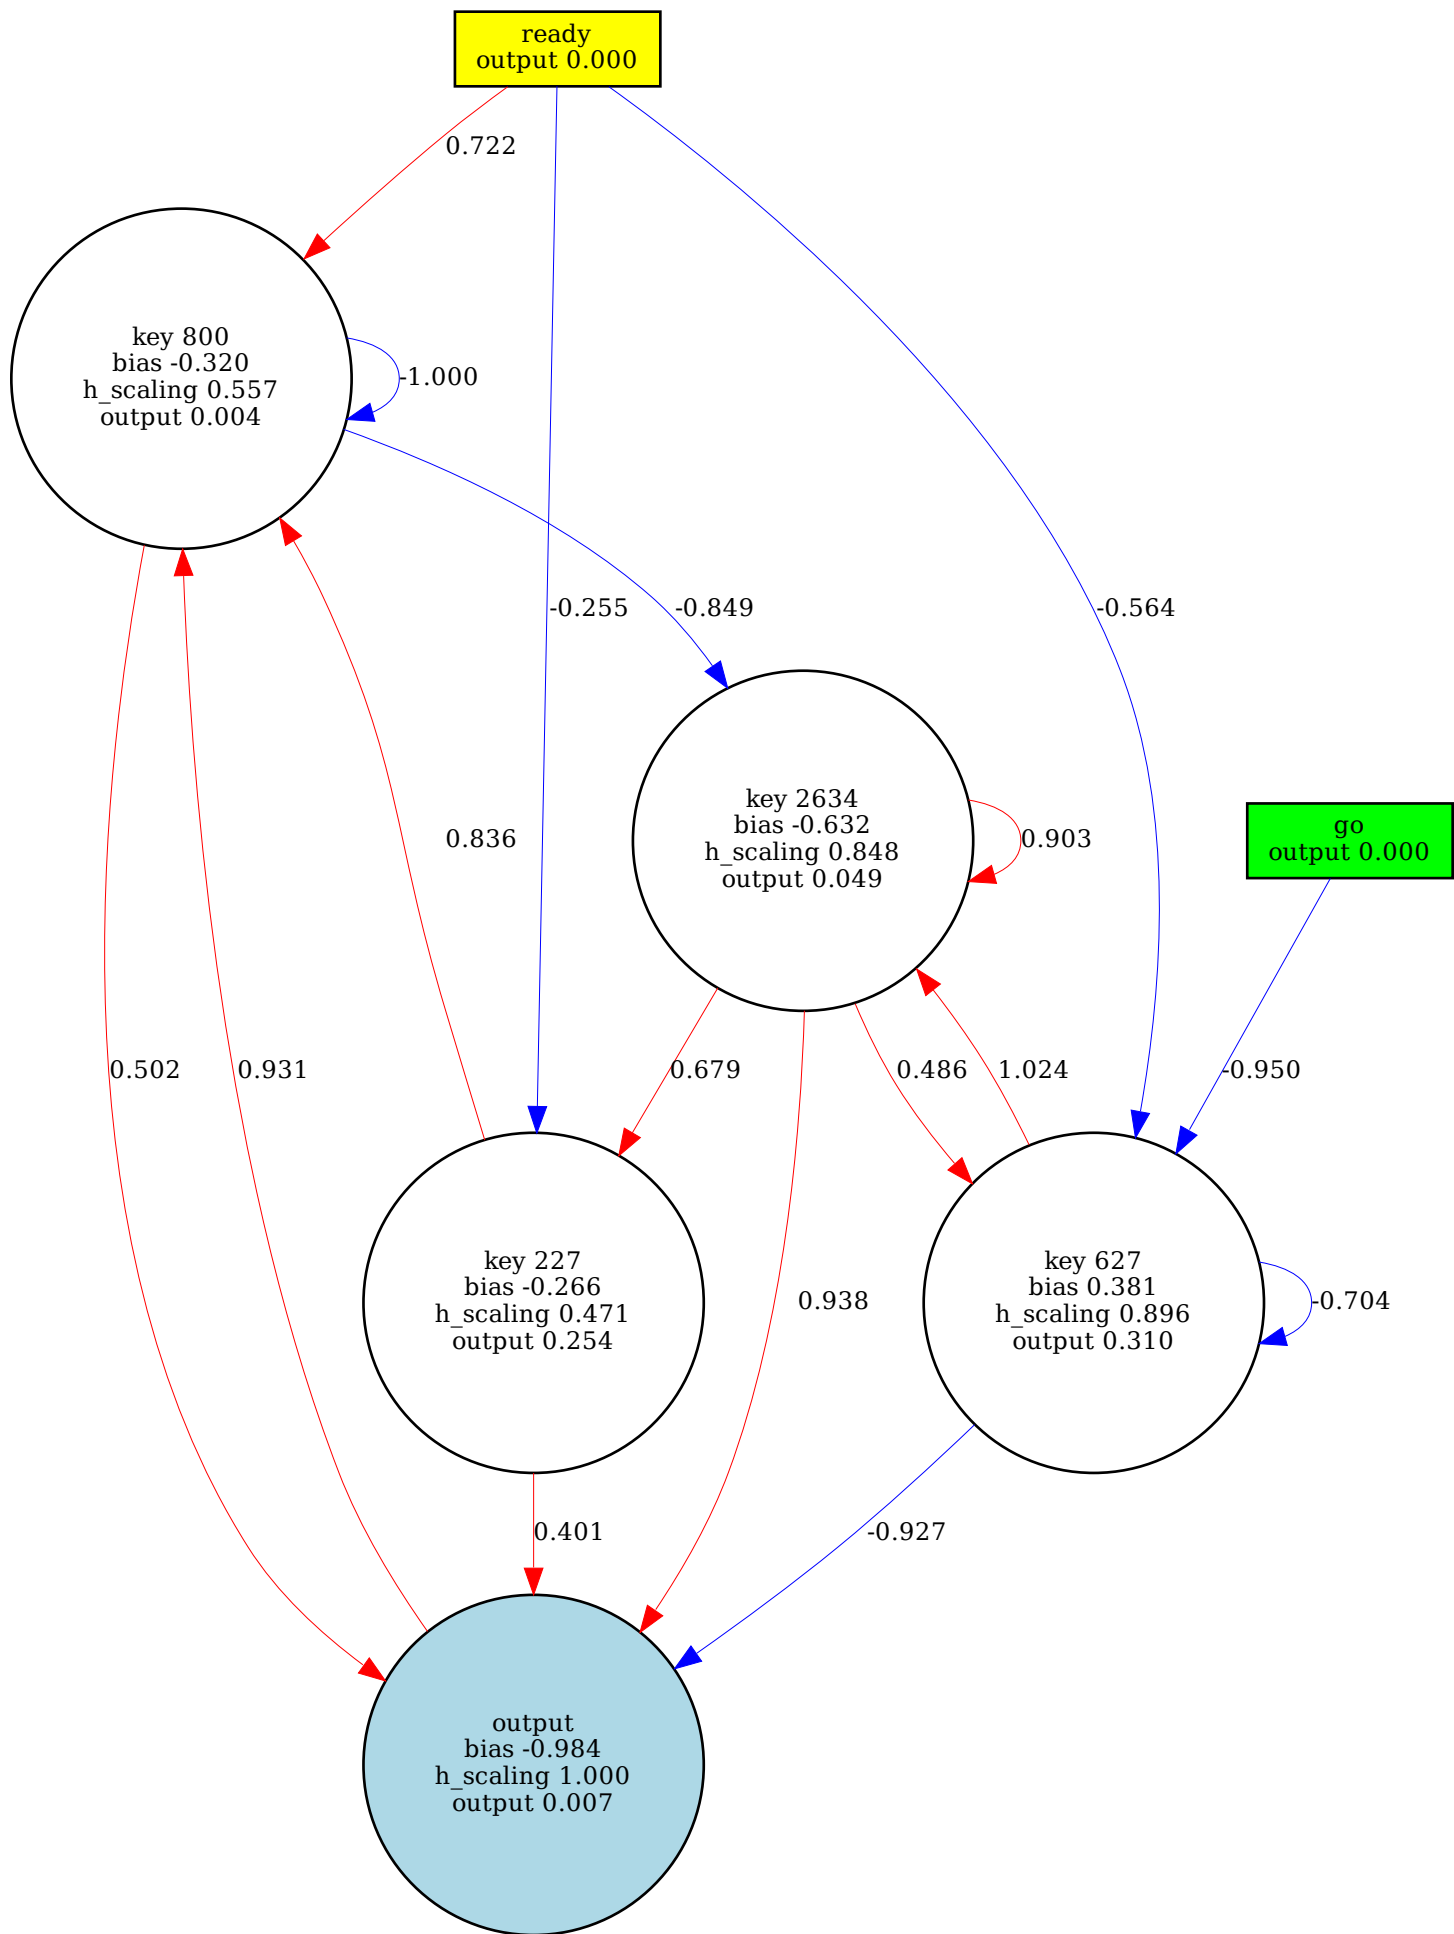 ready
output 0.000
0.722
key 800
bias -0.320
h_scaling 0.557
output 0.004
-1.000
-0.255
-0.849
-0.564
key 2634
bias -0.632
h_scaling 0.848
output 0.049
0.903
go
output 0.000
0.836
0.502
0.931
0.679
0.486
1.024
-0.950
key 227
bias -0.266
h_scaling 0.471
output 0.254
0.938
key 627
bias 0.381
h_scaling 0.896
output 0.310
-0.704
0.401
-0.927
output
bias -0.984
h_scaling 1.000
output 0.007